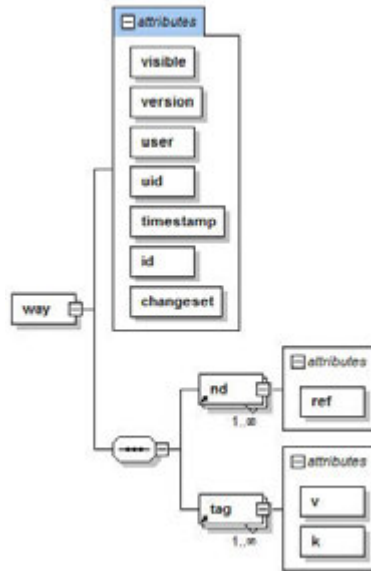 attributes
visible
version
user
uid
timestamp
id
changeset
way
attributes
nd
ref
1..∞
attributes
v
tag
k
1..∞